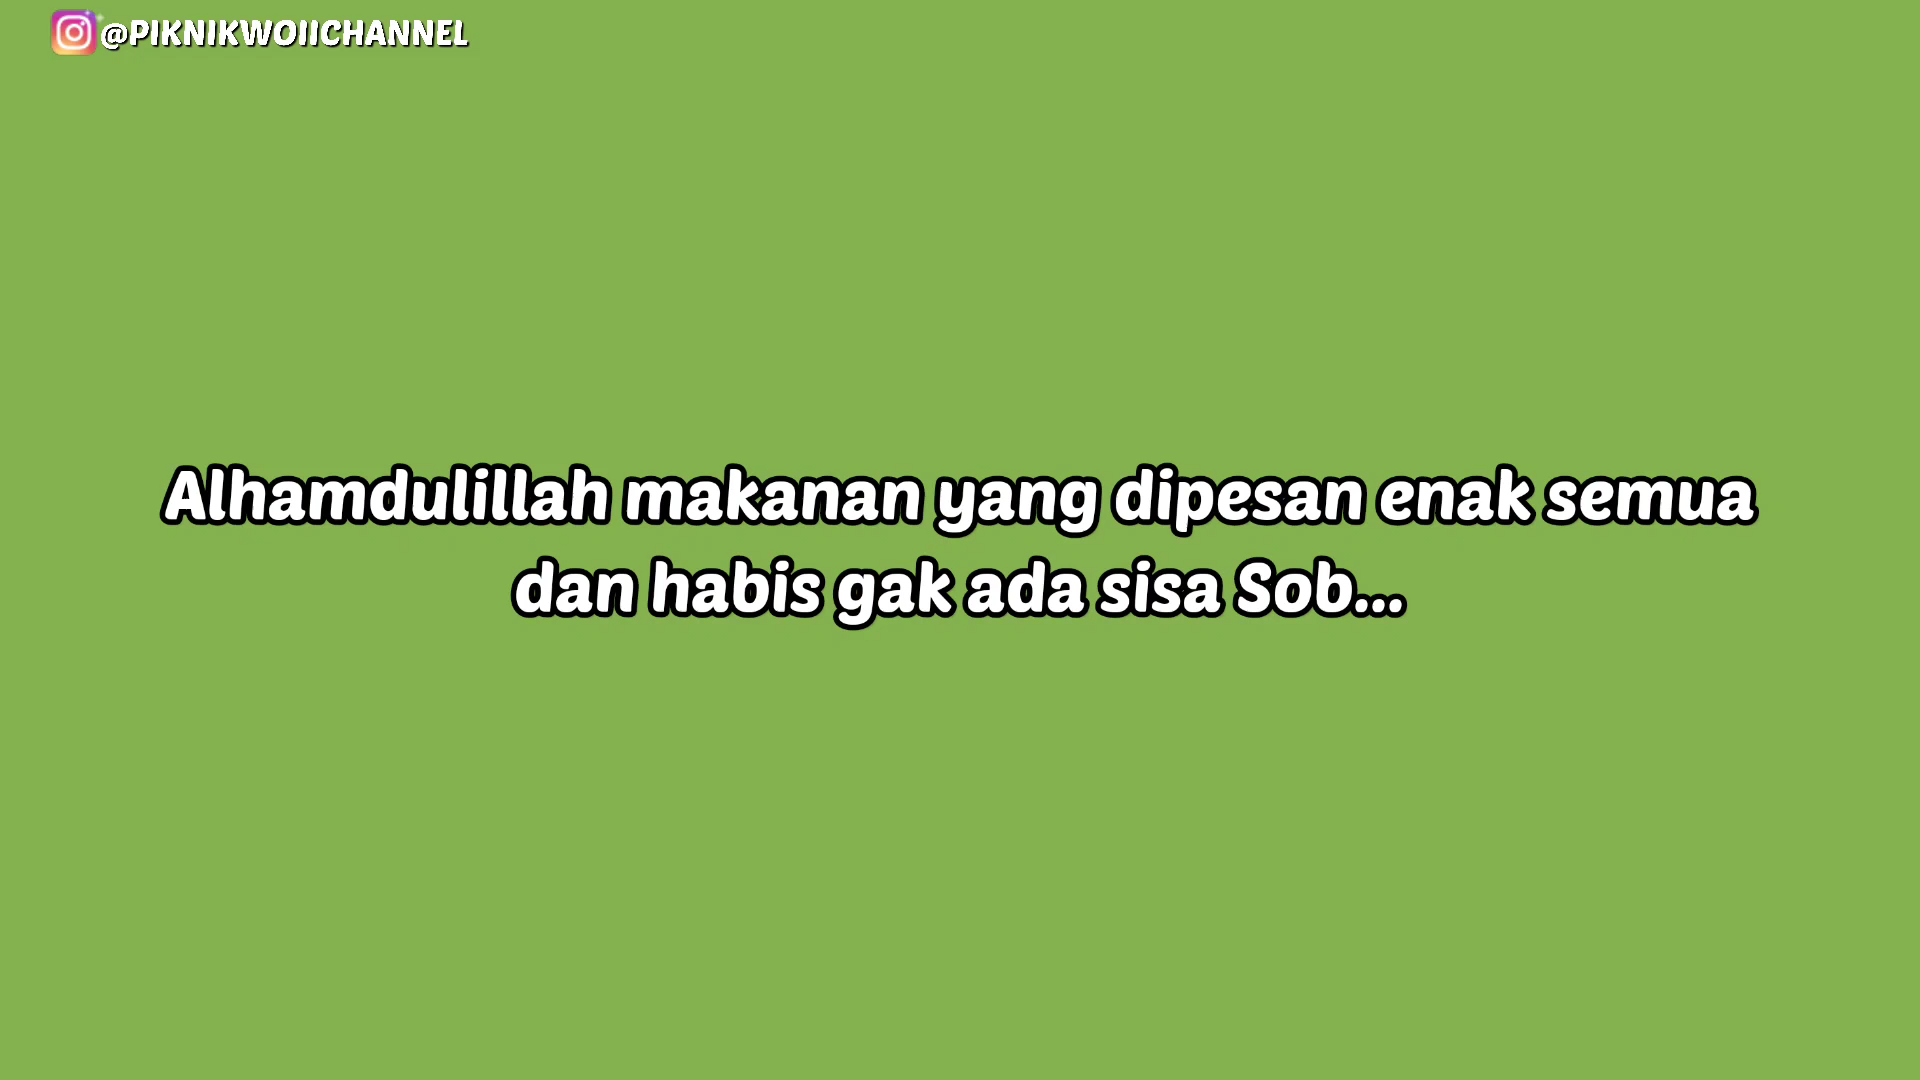 @PIKNIKWOIICHANNEL
Alhamdulillah makanan yang dipesan enak semua
dan habis gak ada sisa Sob...